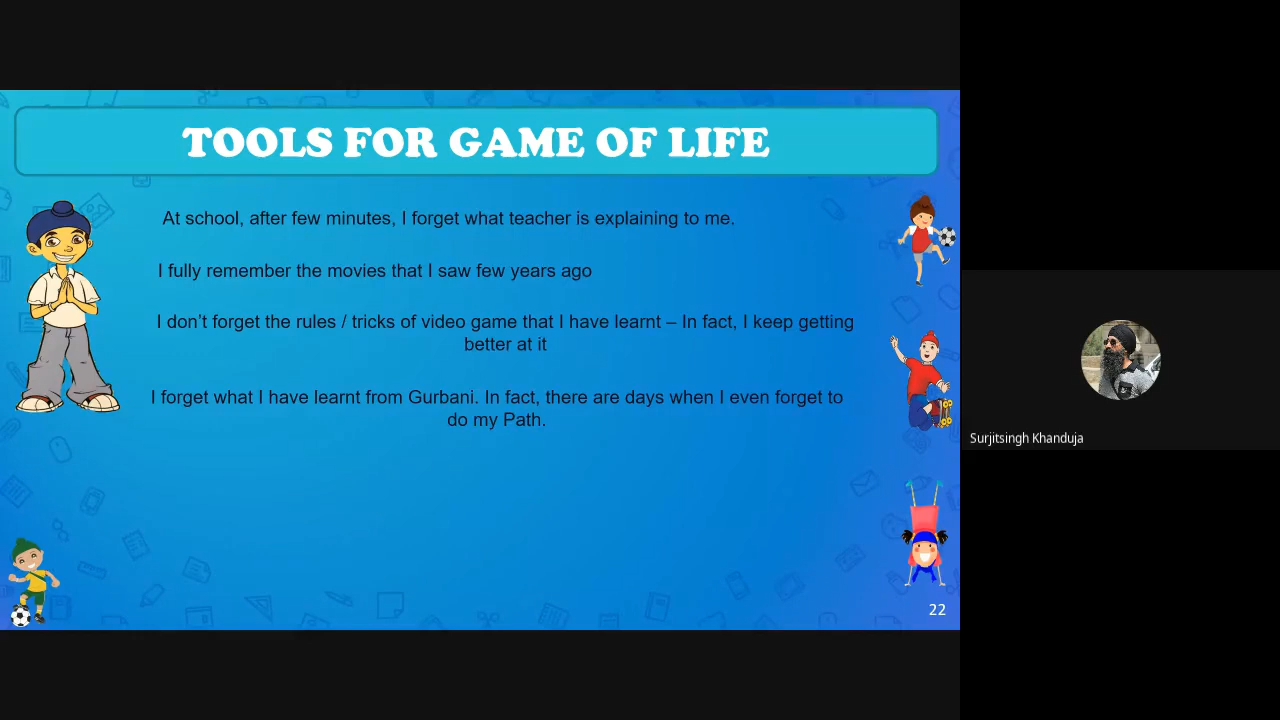 TOOLS FOR GAME OF LIFE
At school, after few minutes, I forget what teacher is explaining to me.
I fully remember the movies that I saw few years ago
I don’t forget the rules / tricks of video game that I have learnt – In fact, I keep getting
better at it
I forget what I have learnt from Gurbani. In fact, there are days when I even forget to
do my Path.
22
Surjitsingh Khanduja